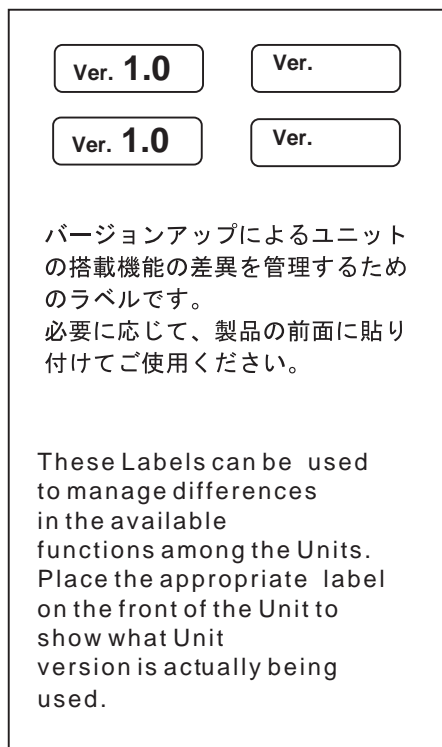 Ver. 1.0 Ver.
Ver. 1.0 Ver.
バージョンアップによるユニット
の搭載機能の差異を管理するため
のラベルです。
必要に応じて、製品の前面に貼り
付けてご使用ください。
These Labels can be used
to manage differences
in the available
functions among the Units.
Place the appropriate label
on the front of the Unit to
show what Unit
version is actually being
used.